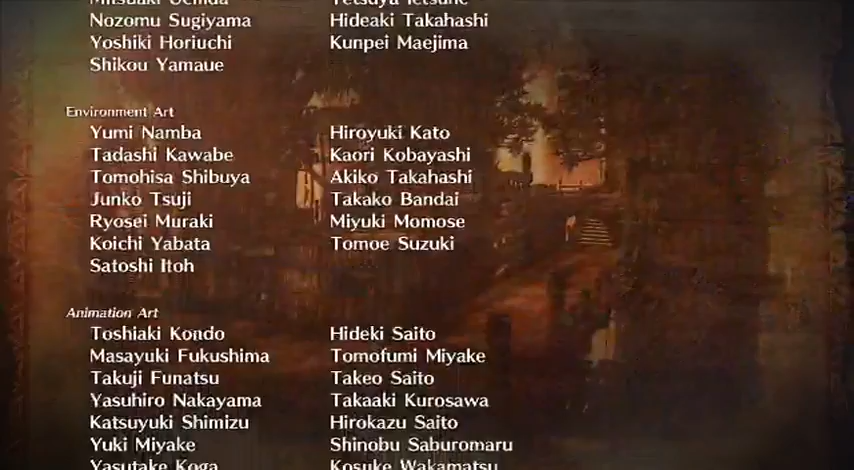 Nozomu Sugiyama Hideaki Takahashi
Yoshiki Horiuchi Kunpei Maejima
Shikou Yamaue
Environment Art
Yumi Namba Hiroyuki Kato
Tadashi Kawabe Kaori Kobayashi
Tomohisa Shibuya Akiko Takahashi
Junko Tsuji Takako Bandai
Ryosei Muraki Miyuki Momose
Koichi Yabata Tomoe Suzuki
Satoshi Itoh
Animation Art
Toshiaki Kondo Hideki Saito
Masayuki Fukushima Tomofumi Miyake
Takuji Funatsu Takeo Saito
Yasuhiro Nakayama Takaaki Kurosawa
Katsuyuki Shimizu Hirokazu Saito
Yuki Miyake Shinobu Saburomaru
Yasutake Koga Kosuke Wakamatsu